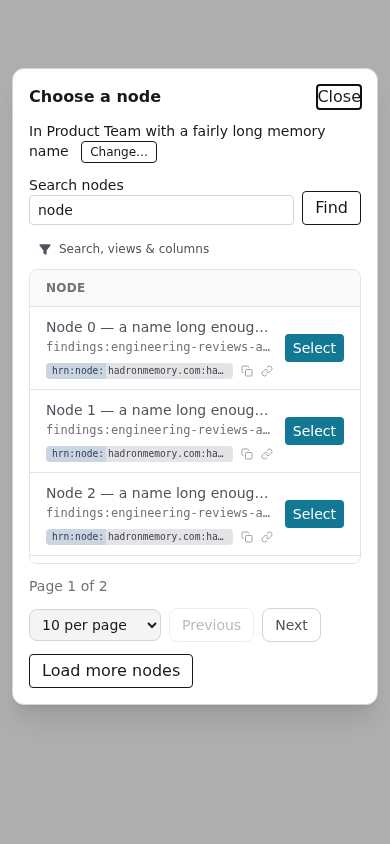 Choose a node
Close
In Product Team with a fairly long memory
name Change…
Search nodes
node
Find
Search, views & columns
NODE
Node 0 — a name long enoug…
findings:engineering-reviews-a…
hrn:node: hadronmemory.com:ha…
Select
Node 1 — a name long enoug…
findings:engineering-reviews-a…
hrn:node: hadronmemory.com:ha…
Select
Node 2 — a name long enoug…
findings:engineering-reviews-a…
hrn:node: hadronmemory.com:ha…
Select
Page 1 of 2
10 per page
Previous
Next
Load more nodes